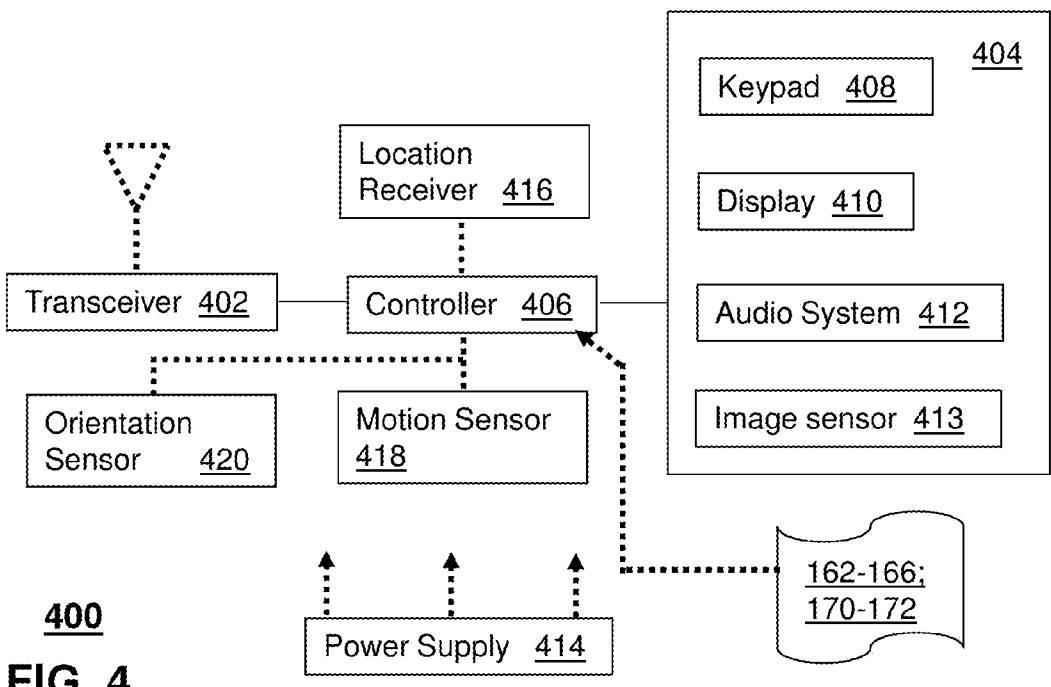 404
Keypad 408
Location
Receiver 416
Display 410
Transceiver 402
Controller 406
Audio System 412
Orientation
Sensor 420
Motion Sensor
418
Image sensor 413
162-166;
170-172
400
Power Supply 414
FIG. 4